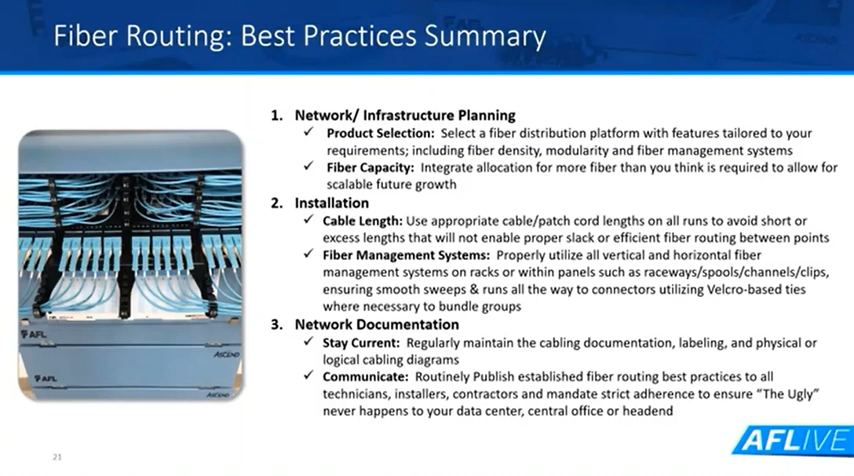 Fiber Routing: Best Practices Summary
1. Network/ Infrastructure Planning
✓ Product Selection: Select a fiber distribution platform with features tailored to your
requirements; including fiber density, modularity and fiber management systems
✓ Fiber Capacity: Integrate allocation for more fiber than you think is required to allow for
scalable future growth
2. Installation
✓ Cable Length: Use appropriate cable/patch cord lengths on all runs to avoid short or
excess lengths that will not enable proper slack or efficient fiber routing between points
✓ Fiber Management Systems: Properly utilize all vertical and horizontal fiber
management systems on racks or within panels such as raceways/spools/channels/clips,
ensuring smooth sweeps & runs all the way to connectors utilizing Velcro-based ties
where necessary to bundle groups
3. Network Documentation
✓ Stay Current: Regularly maintain the cabling documentation, labeling, and physical or
logical cabling diagrams
✓ Communicate: Routinely Publish established fiber routing best practices to all
technicians, installers, contractors and mandate strict adherence to ensure “The Ugly”
never happens to your data center, central office or headend
AFL
ASCEND
AFL
ASCEND
21
AFLIVE